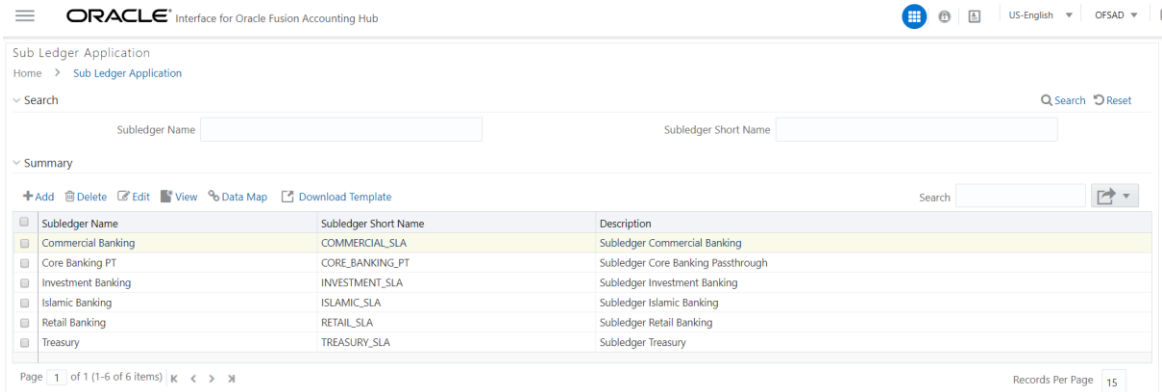 ORACLE® Interface for Oracle Fusion Accounting Hub US-English OFSAD
Sub Ledger Application
Home > Sub Ledger Application
Search Search Reset
Subledger Name Subledger Short Name
Summary
Add Delete Edit View Data Map Download Template Search
Subledger Name Subledger Short Name Description
Commercial Banking COMMERCIAL_SLA Subledger Commercial Banking
Core Banking PT CORE_BANKING_PT Subledger Core Banking Passthrough
Investment Banking INVESTMENT_SLA Subledger Investment Banking
Islamic Banking ISLAMIC_SLA Subledger Islamic Banking
Retail Banking RETAIL_SLA Subledger Retail Banking
Treasury TREASURY_SLA Subledger Treasury
Page 1 of 1 (1-6 of 6 items) Records Per Page 15